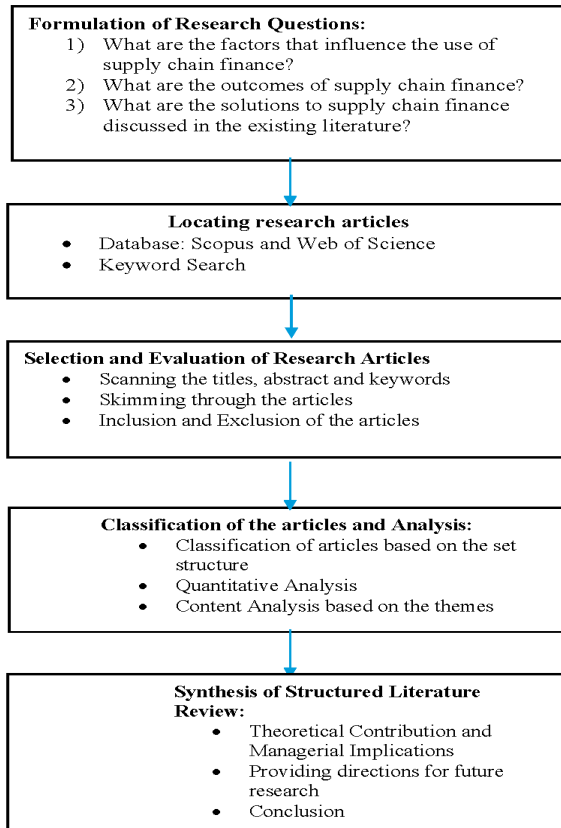 Formulation of Research Questions:
1) What are the factors that influence the use of
supply chain finance?
2) What are the outcomes of supply chain finance?
3) What are the solutions to supply chain finance
discussed in the existing literature?
Locating research articles
• Database: Scopus and Web of Science
• Keyword Search
Selection and Evaluation of Research Articles
• Scanning the titles, abstract and keywords
• Skimming through the articles
• Inclusion and Exclusion of the articles
Classification of the articles and Analysis:
• Classification of articles based on the set
structure
• Quantitative Analysis
• Content Analysis based on the themes
Synthesis of Structured Literature
Review:
• Theoretical Contribution and
Managerial Implications
• Providing directions for future
research
• Conclusion